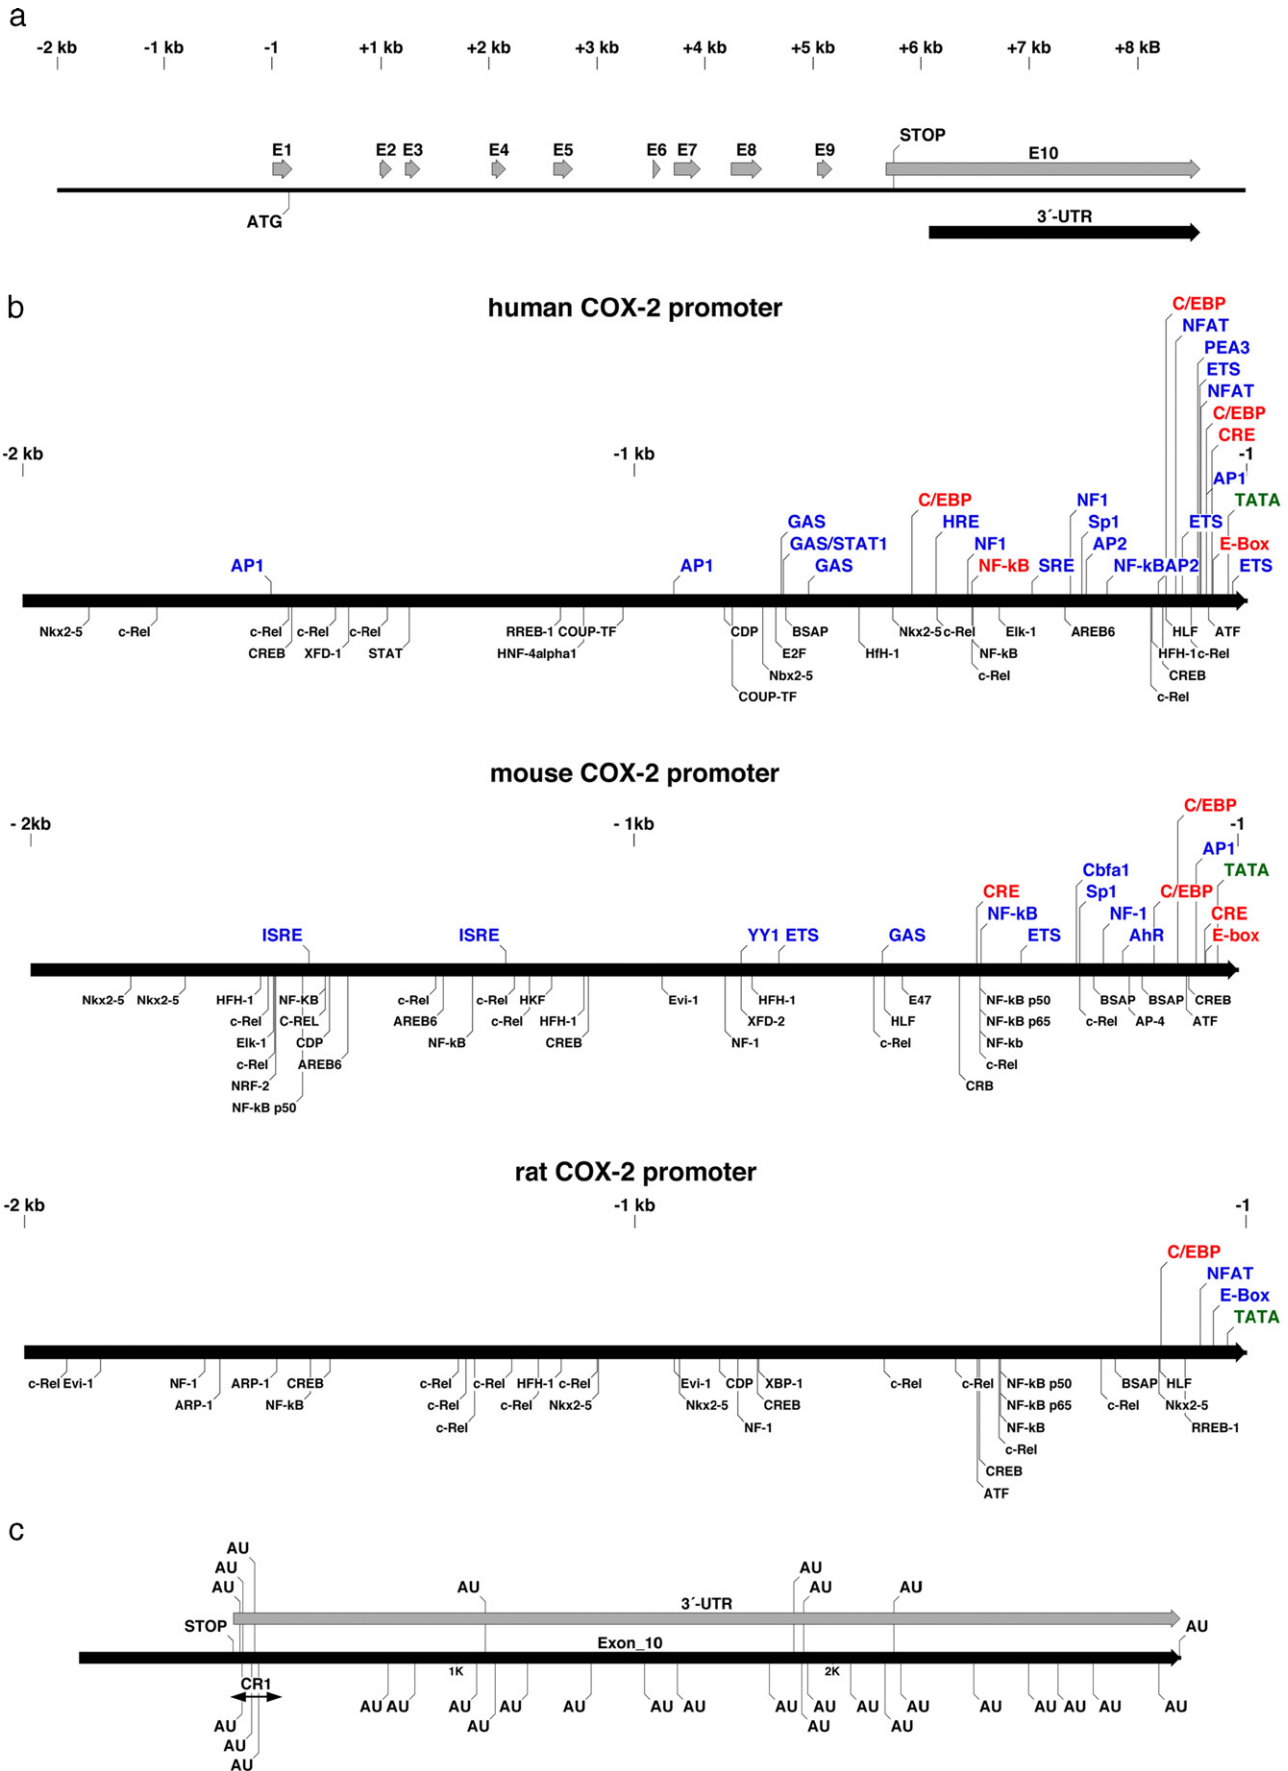 a
-2 kb -1 kb -1 +1 kb +2 kb +3 kb +4 kb +5 kb +6 kb +7 kb +8 kB
STOP
E1 E2 E3 E4 E5 E6 E7 E8 E9 E10
ATG
3´-UTR
b
human COX-2 promoter
C/EBP
NFAT
PEA3
ETS
NFAT
C/EBP
CRE
-2 kb -1 kb -1
AP1
C/EBP NF1 TATA
GAS HRE Sp1 ETS
GAS/STAT1 NF1 AP2 E-Box
AP1 AP1 GAS NF-kB SRE NF-kB AP2 ETS
Nkx2-5 c-Rel c-Rel c-Rel c-Rel RREB-1 COUP-TF CDP BSAP Nkx2-5 c-Rel Elk-1 AREB6 HLF ATF
CREB XFD-1 STAT HNF-4alpha1 E2F HfH-1 NF-kB HFH-1 c-Rel
Nbx2-5 c-Rel CREB
COUP-TF c-Rel
mouse COX-2 promoter
C/EBP
- 2kb - 1kb -1
AP1
Cbfa1 TATA
CRE Sp1 C/EBP
NF-kB NF-1 CRE
ISRE ISRE YY1 ETS GAS ETS AhR E-box
Nkx2-5 Nkx2-5 HFH-1 NF-KB c-Rel c-Rel HKF Evi-1 HFH-1 E47 NF-kB p50 BSAP BSAP CREB
c-Rel C-REL AREB6 c-Rel HFH-1 XFD-2 HLF NF-kB p65 c-Rel AP-4 ATF
Elk-1 CDP NF-kB CREB NF-1 c-Rel NF-kb
c-Rel AREB6 c-Rel
NRF-2 CRB
NF-kB p50
rat COX-2 promoter
-2 kb -1 kb -1
C/EBP
NFAT
E-Box
TATA
c-Rel Evi-1 NF-1 ARP-1 CREB c-Rel c-Rel HFH-1 c-Rel Evi-1 CDP XBP-1 c-Rel c-Rel NF-kB p50 BSAP HLF
ARP-1 NF-kB c-Rel c-Rel Nkx2-5 Nkx2-5 CREB NF-kB p65 c-Rel Nkx2-5
c-Rel NF-1 NF-kB RREB-1
c-Rel
CREB
ATF
c
AU
AU AU
AU AU AU AU
3´-UTR
STOP AU
Exon_10
1K 2K
CR1
AU AU AU AU AU AU AU AU AU AU AU AU AU AU AU AU
AU AU AU AU
AU
AU